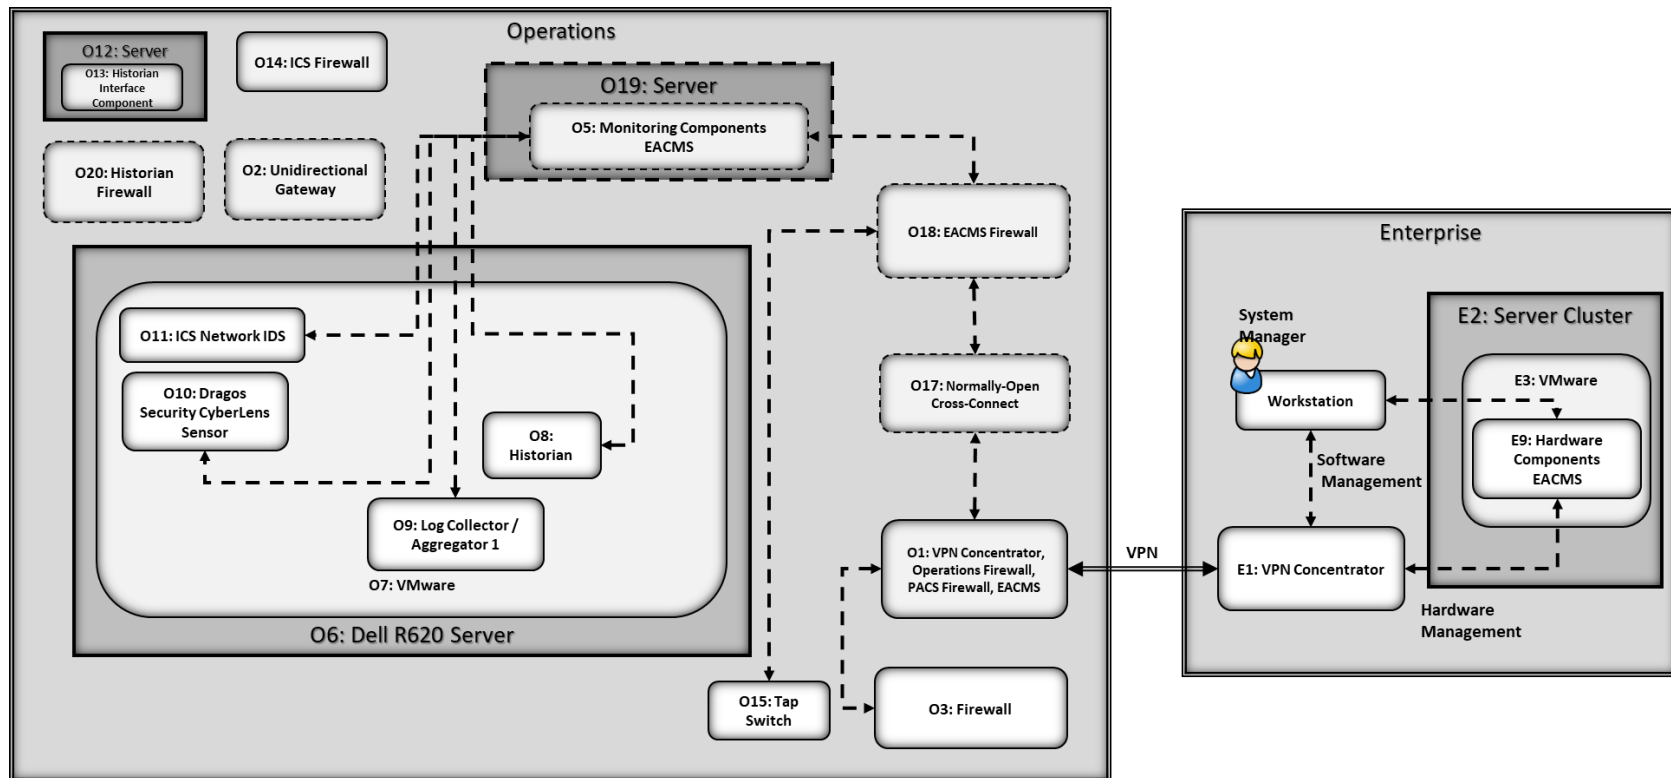 Operations
O12: Server
O13: Historian
Interface
Component
O14: ICS Firewall
O19: Server
O5: Monitoring Components
EACMS
O20: Historian
Firewall
O2: Unidirectional
Gateway
O18: EACMS Firewall
O11: ICS Network IDS
O10: Dragos
Security CyberLens
Sensor
O8:
Historian
O9: Log Collector /
Aggregator 1
O7: VMware
O6: Dell R620 Server
O17: Normally-Open
Cross-Connect
O1: VPN Concentrator,
Operations Firewall,
PACS Firewall, EACMS
O15: Tap
Switch
O3: Firewall
VPN
Enterprise
System
Manager
Workstation
E2: Server Cluster
E3: VMware
E9: Hardware
Components
EACMS
Software
Management
E1: VPN Concentrator
Hardware
Management